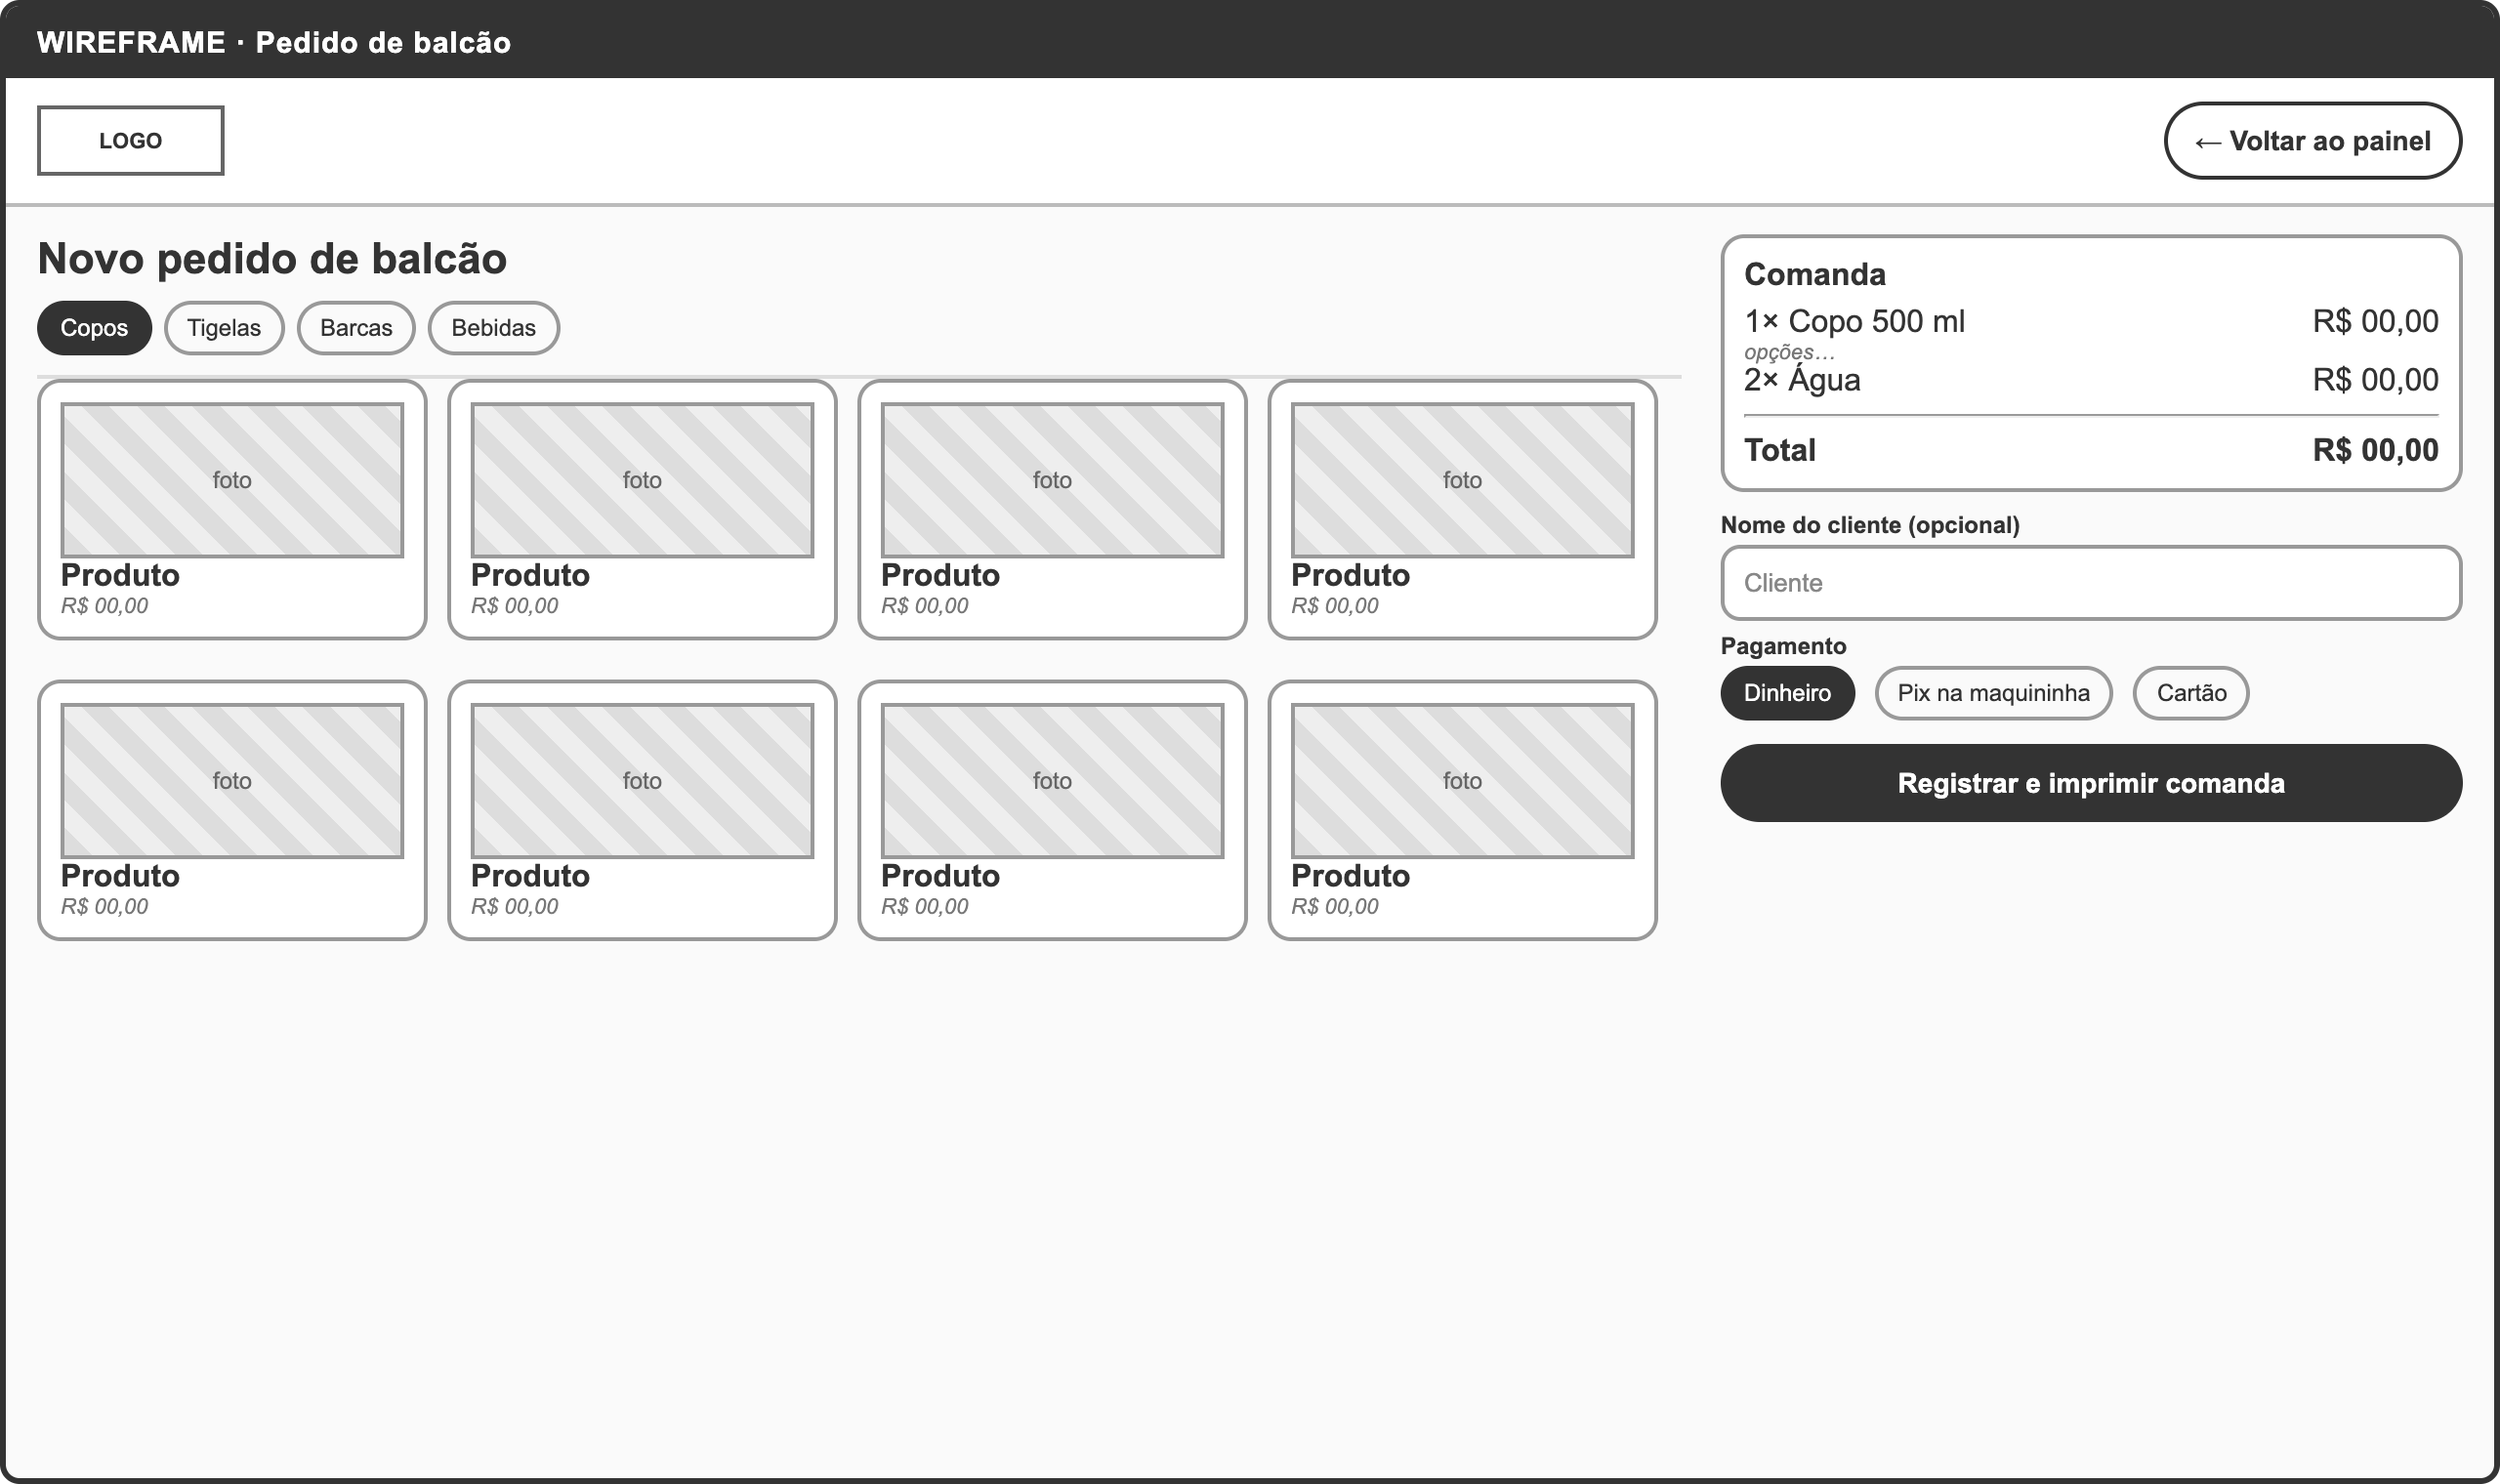 WIREFRAME · Pedido de balcão
LOGO
← Voltar ao painel
Novo pedido de balcão
Copos
Tigelas
Barcas
Bebidas
foto
Produto
R$ 00,00
foto
Produto
R$ 00,00
foto
Produto
R$ 00,00
foto
Produto
R$ 00,00
foto
Produto
R$ 00,00
foto
Produto
R$ 00,00
foto
Produto
R$ 00,00
foto
Produto
R$ 00,00
Comanda
1× Copo 500 ml R$ 00,00
opções…
2× Água R$ 00,00
Total R$ 00,00
Nome do cliente (opcional)
Cliente
Pagamento
Dinheiro
Pix na maquininha
Cartão
Registrar e imprimir comanda